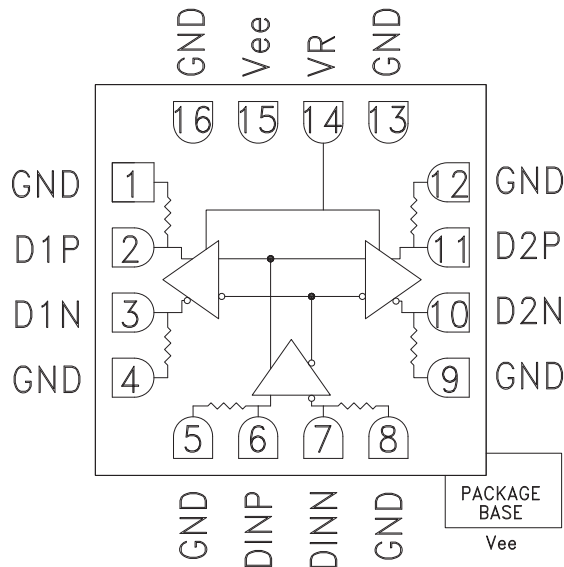 GND
Vee
VR
GND
16
15
14
13
GND
1
12
GND
D1P
2
11
D2P
D1N
3
10
D2N
GND
4
9
GND
5
6
7
8
GND
DINP
DINN
GND
PACKAGE
BASE
Vee